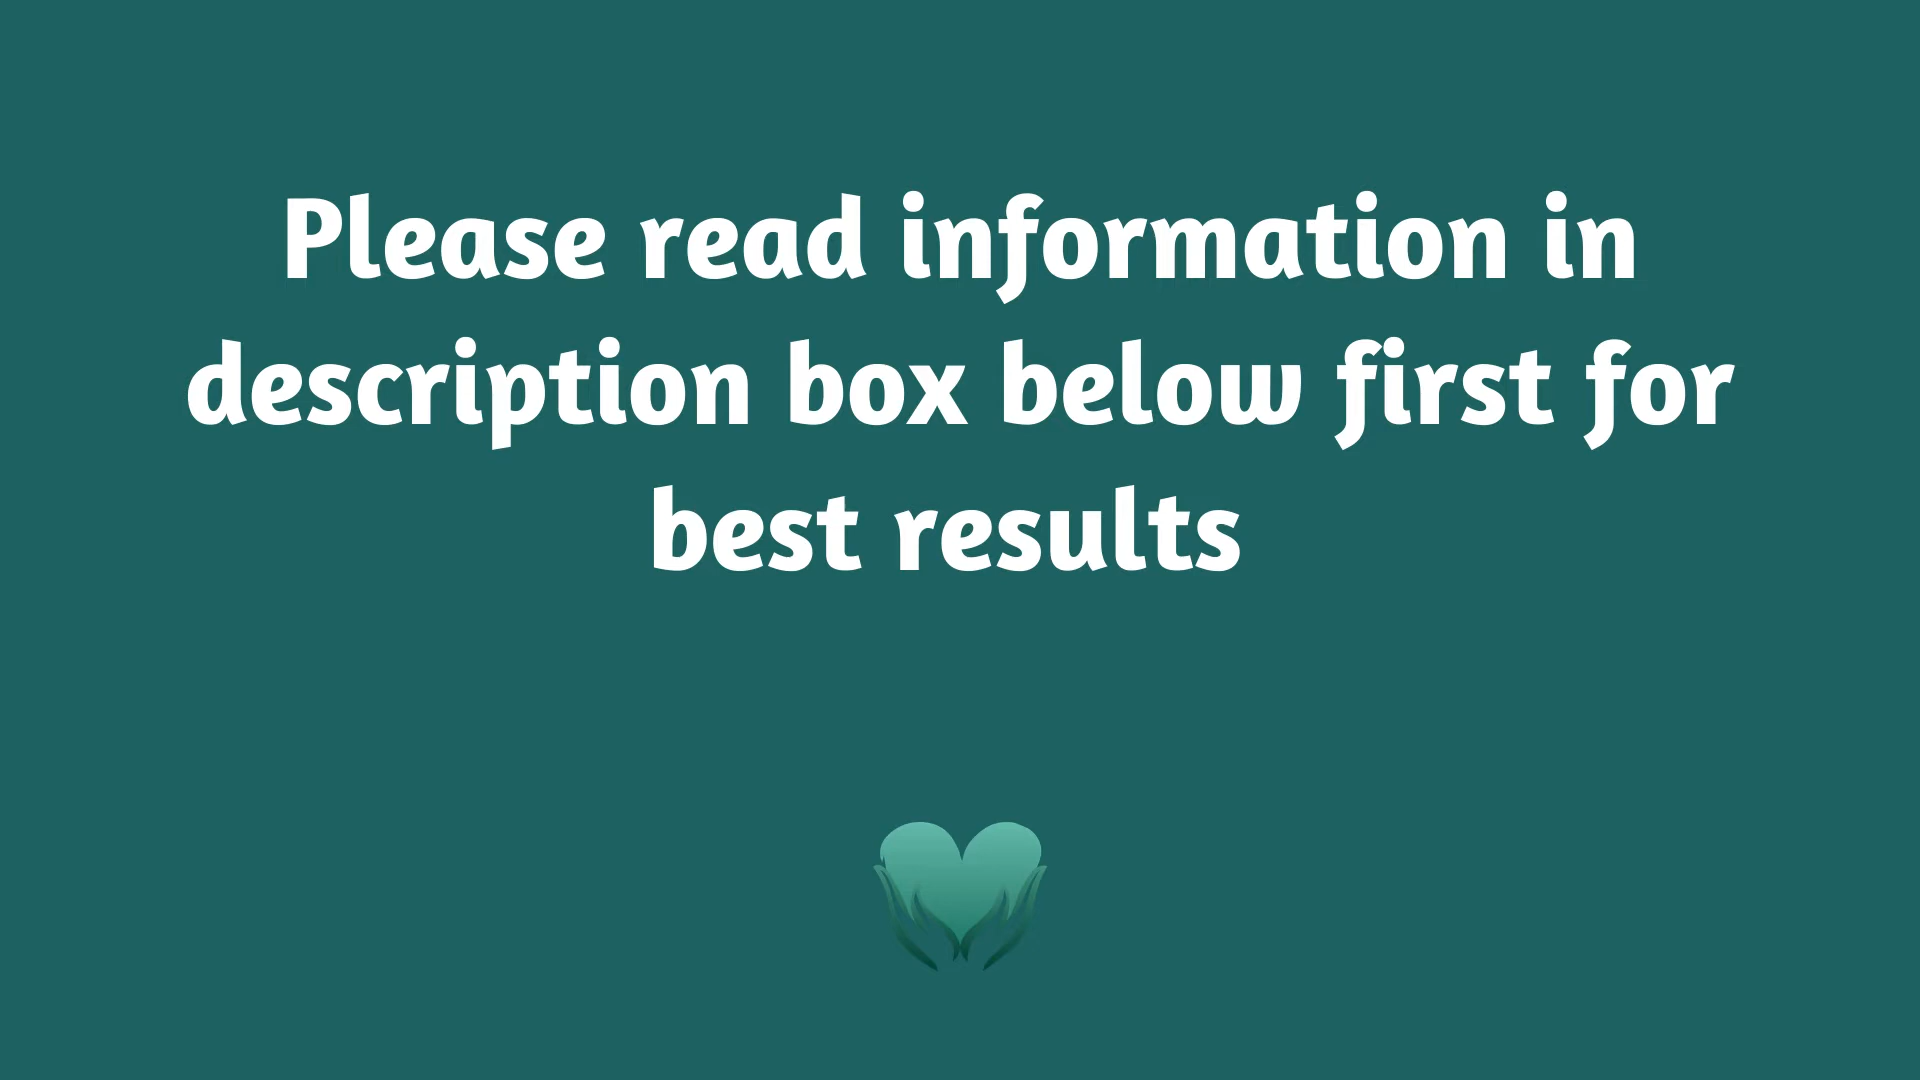 Please read information in
description box below first for
best results